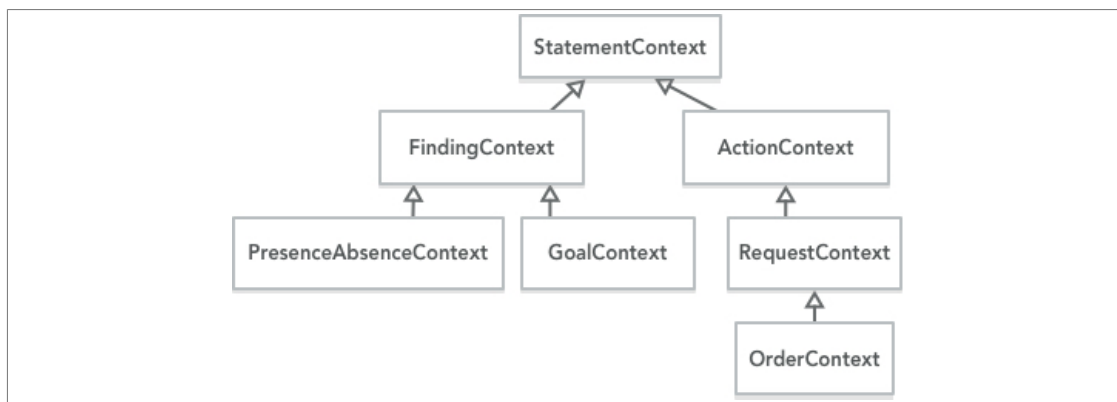 StatementContext
FindingContext
ActionContext
PresenceAbsenceContext
GoalContext
RequestContext
OrderContext